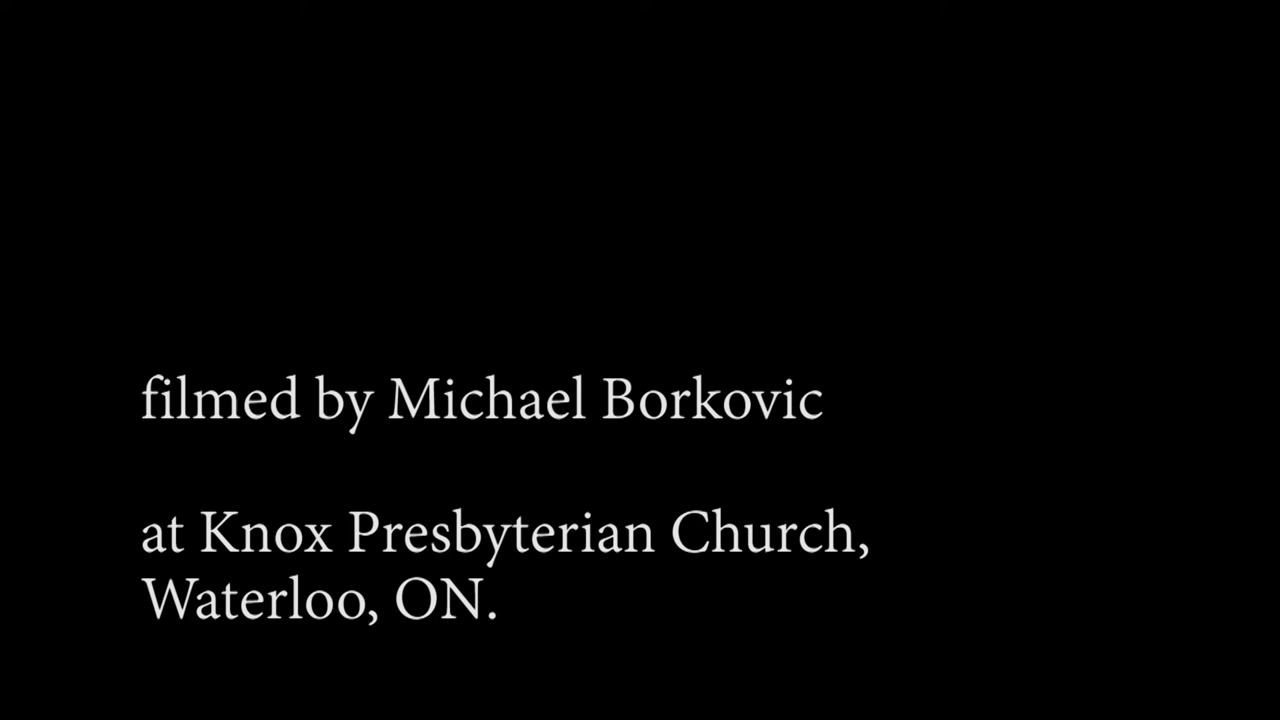 filmed by Michael Borkovic
at Knox Presbyterian Church,
Waterloo, ON.